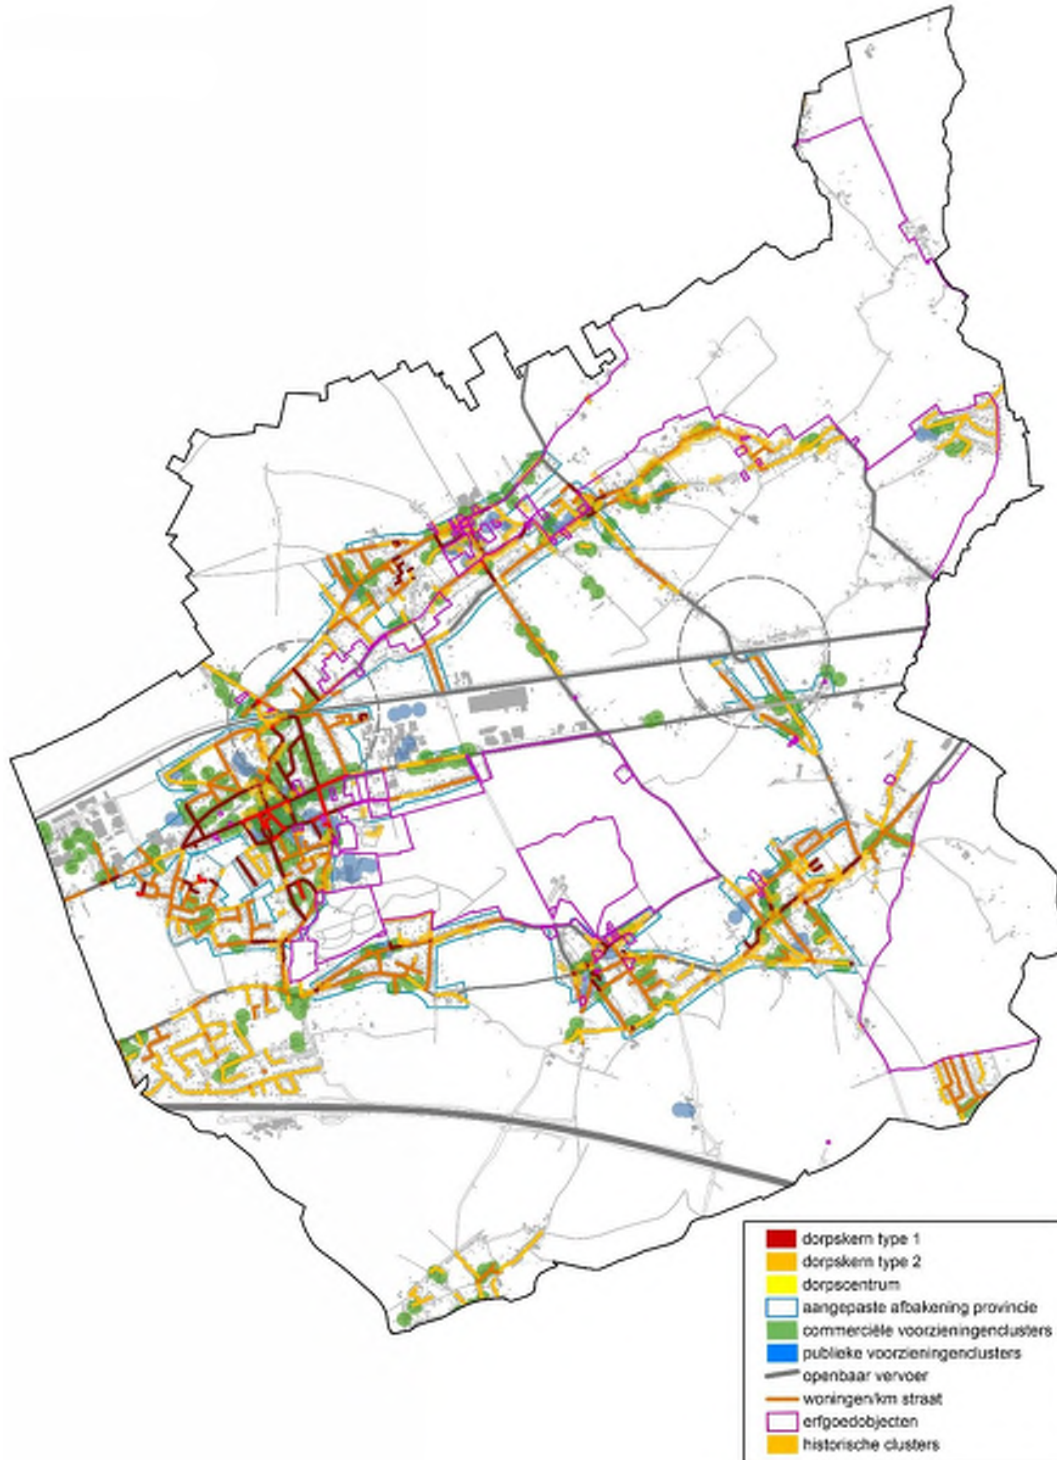 dorpskern type 1
dorpskern type 2
dorpscentrum
aangepaste afbakening provincie
commerciële voorzieningenclusters
publieke voorzieningenclusters
openbaar vervoer
woningen/km straat
erfgoedobjecten
historische clusters